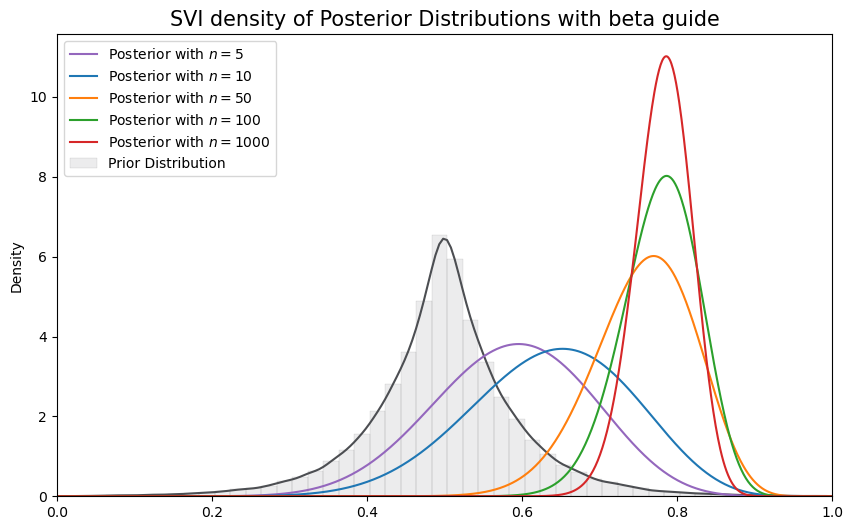 SVI density of Posterior Distributions with beta guide
Posterior with n = 5
Posterior with n = 10
Posterior with n = 50
Posterior with n = 100
Posterior with n = 1000
Prior Distribution
Density
10
8
6
4
2
0
0.0 0.2 0.4 0.6 0.8 1.0